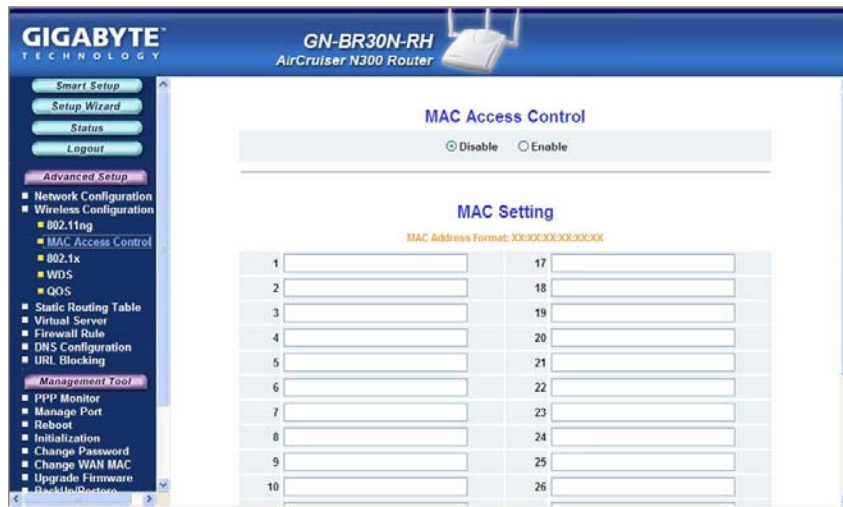 GIGABYTE™
TECHNOLOGY
GN-BR30N-RH
AirCruiser N300 Router
Smart Setup
Setup Wizard
Status
Logout
Advanced Setup
Network Configuration
Wireless Configuration
802.11ng
MAC Access Control
802.1x
WDS
QOS
Static Routing Table
Virtual Server
Firewall Rule
DNS Configuration
URL Blocking
Management Tool
PPP Monitor
Manage Port
Reboot
Initialization
Change Password
Change WAN MAC
Upgrade Firmware
BackUp/Restore
MAC Access Control
Disable Enable
MAC Setting
MAC Address Format: XX:XX:XX:XX:XX:XX
1 17
2 18
3 19
4 20
5 21
6 22
7 23
8 24
9 25
10 26